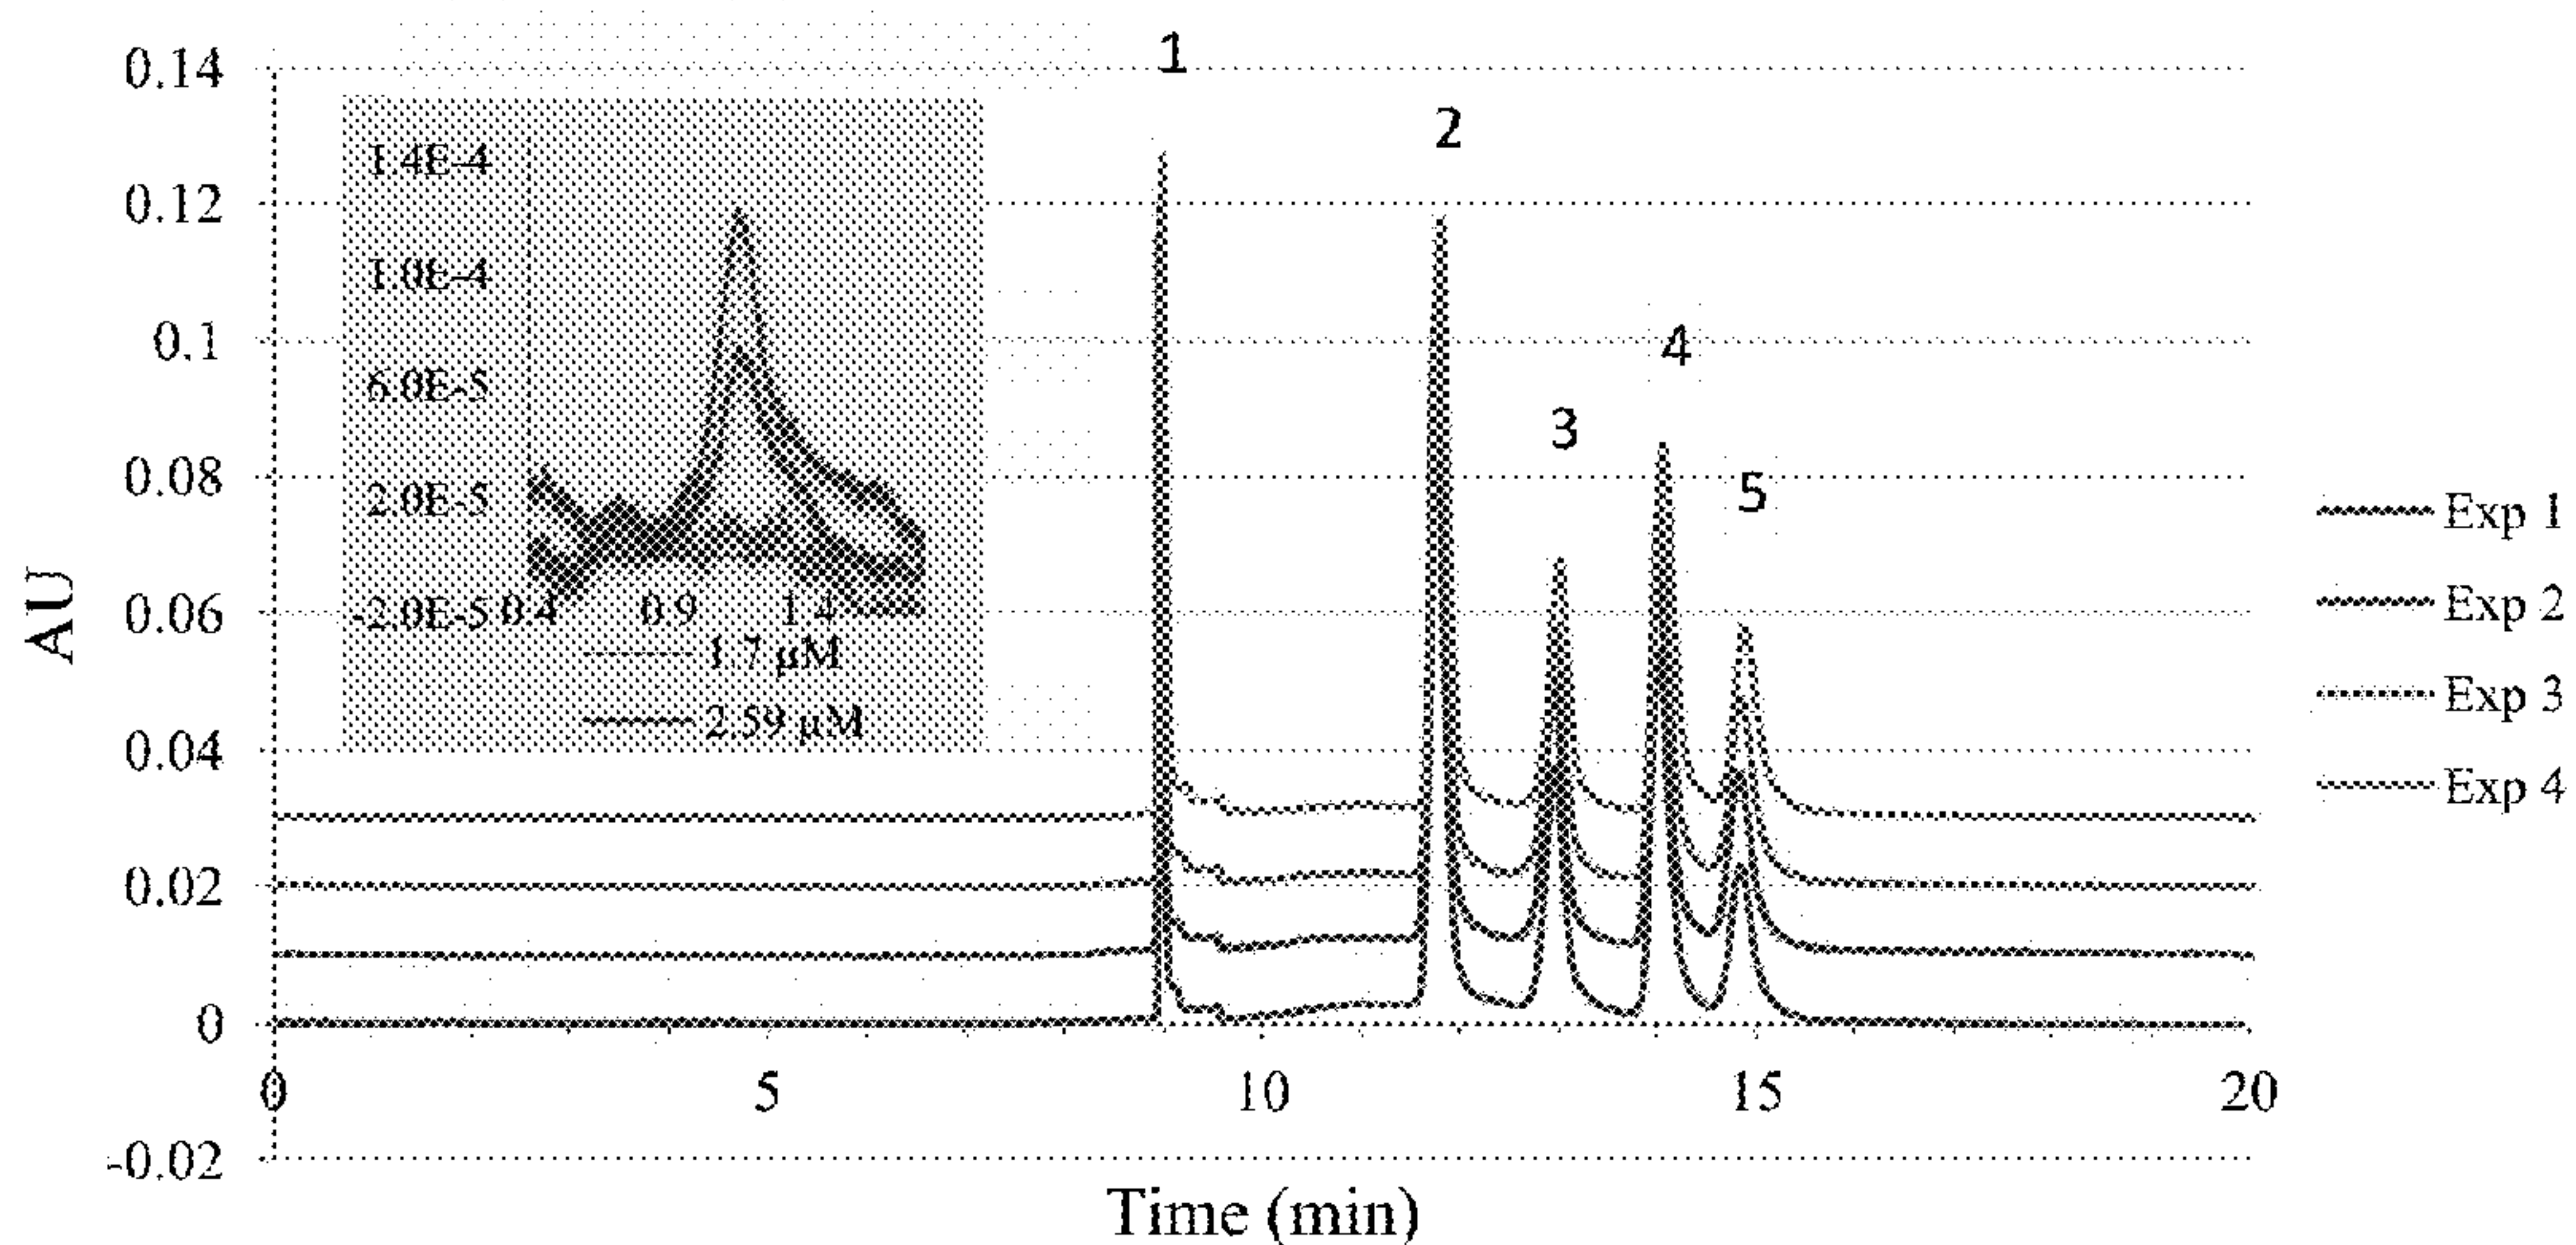 1
0.14
2
1.4E-4
0.12
1.0E-4
0.1
4
6.0E-5
3
0.08
2.0E-5
5
Exp 1
AU
0.06
-2.0E-5 0.4 0.9 1.4
Exp 2
1.7 µM
Exp 3
2.59 µM
0.04
Exp 4
0.02
0
0 5 10 15 20
-0.02
Time (min)